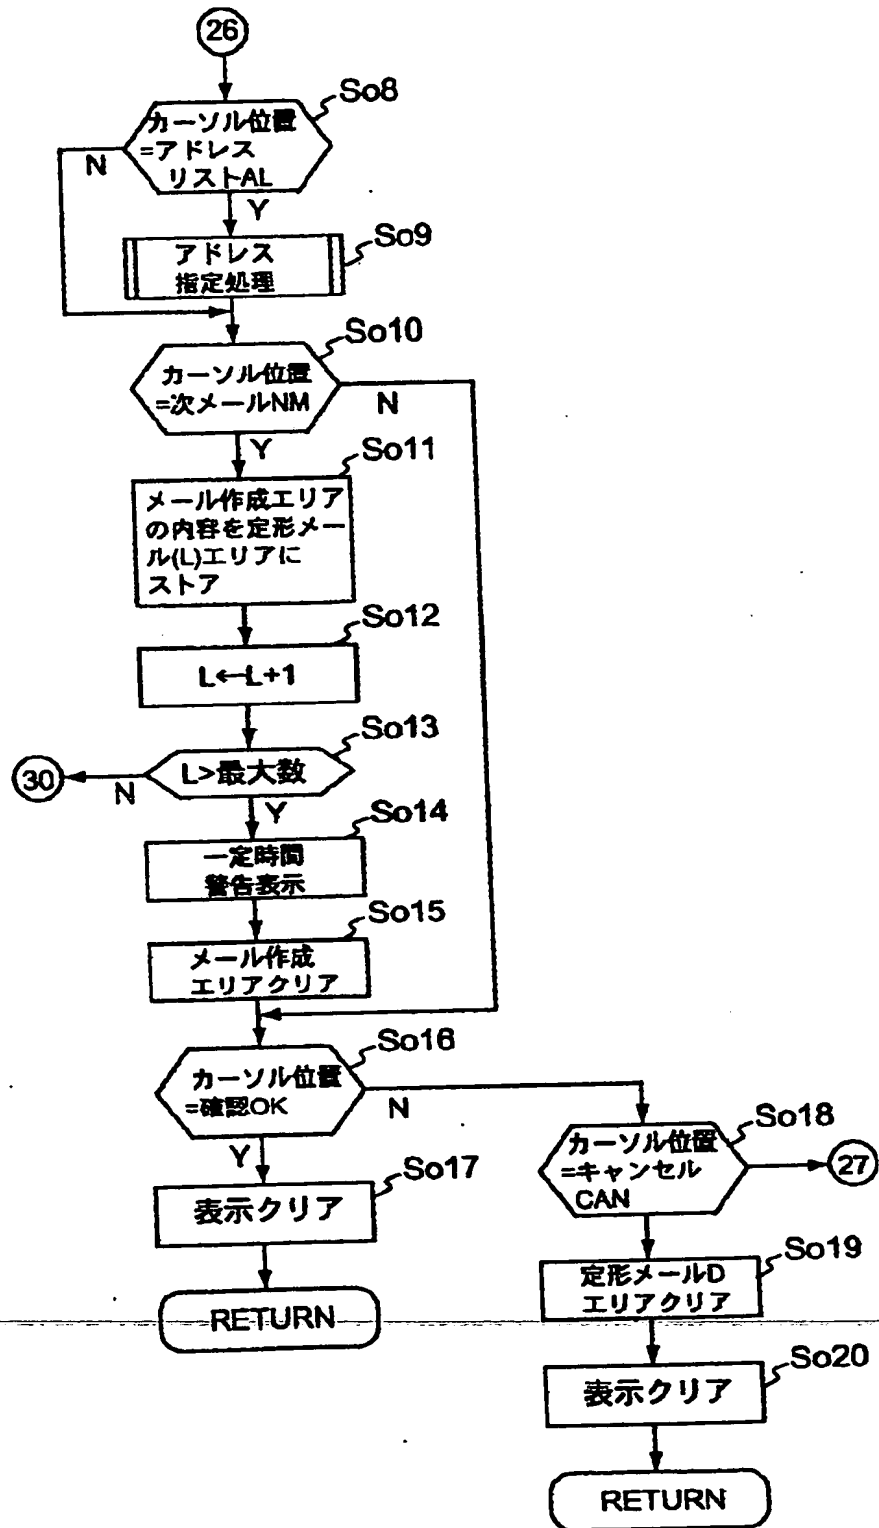 26
So8
カーソル位置
=アドレス
リストAL
N
Y
So9
アドレス
指定処理
So10
カーソル位置
=次メールNM
N
Y
So11
メール作成エリア
の内容を定形メー
ル(L)エリアに
ストア
So12
L←L+1
So13
L>最大数
30
N
Y
So14
一定時間
警告表示
So15
メール作成
エリアクリア
So16
カーソル位置
=確認OK
N
Y
So17
表示クリア
RETURN
So18
カーソル位置
=キャンセル
CAN
27
So19
定形メールD
エリアクリア
So20
表示クリア
RETURN